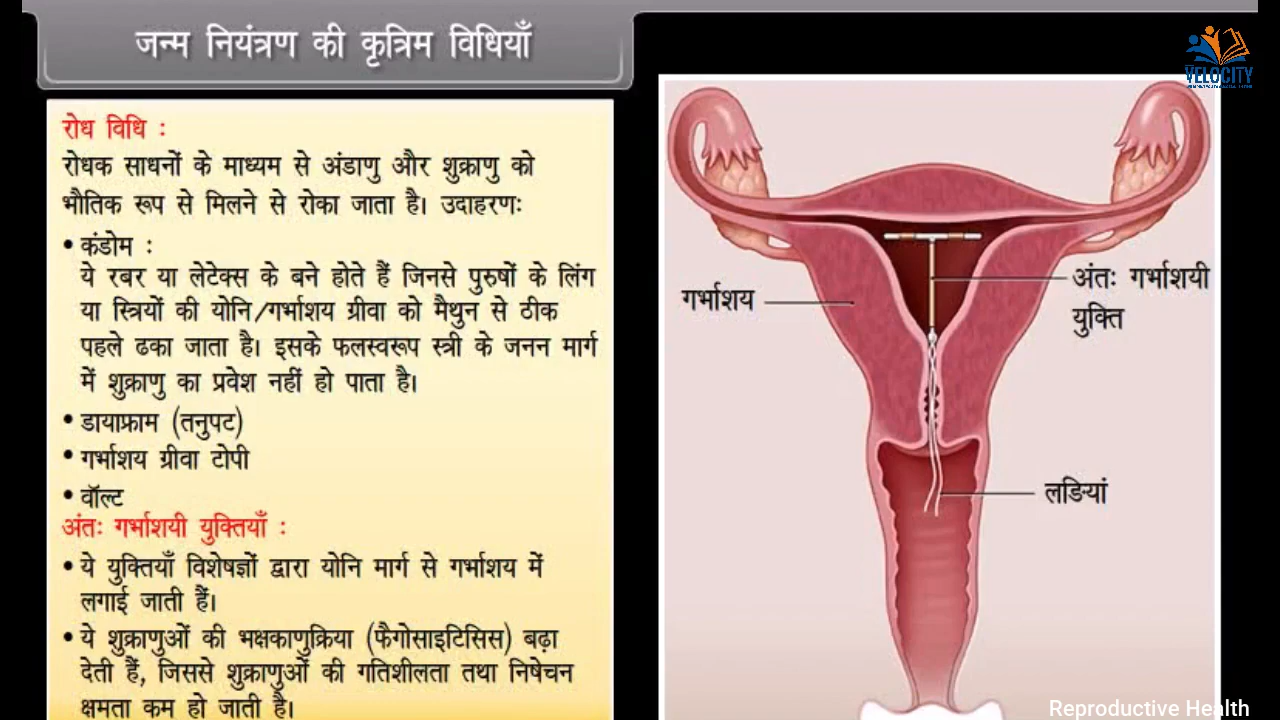 जन्म नियंत्रण की कृत्रिम विधियाँ
VELOCITY
रोध विधि :
रोधक साधनों के माध्यम से अंडाणु और शुक्राणु को
भौतिक रूप से मिलने से रोका जाता है। उदाहरणः
• कंडोम :
ये रबर या लेटेक्स के बने होते हैं जिनसे पुरुषों के लिंग
या स्त्रियों की योनि/गर्भाशय ग्रीवा को मैथुन से ठीक
पहले ढका जाता है। इसके फलस्वरूप स्त्री के जनन मार्ग
में शुक्राणु का प्रवेश नहीं हो पाता है।
• डायाफ्राम (तनुपट)
• गर्भाशय ग्रीवा टोपी
• वॉल्ट
अंतः गर्भाशयी युक्तियाँ :
• ये युक्तियाँ विशेषज्ञों द्वारा योनि मार्ग से गर्भाशय में
लगाई जाती हैं।
• ये शुक्राणुओं की भक्षकाणुक्रिया (फैगोसाइटिसिस) बढ़ा
देती हैं, जिससे शुक्राणुओं की गतिशीलता तथा निषेचन
क्षमता कम हो जाती है।
गर्भाशय
अंतः गर्भाशयी
युक्ति
लङियां
Reproductive Health